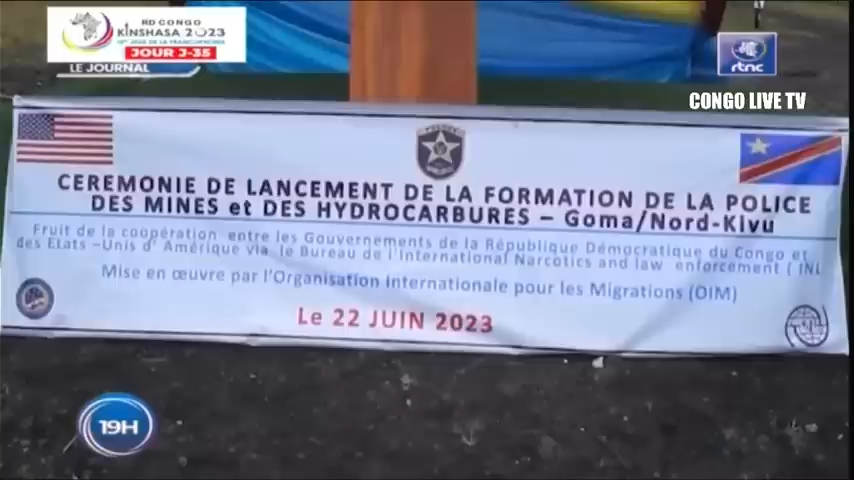 RD CONGO
KINSHASA 2023
JOUR J-35
LE JOURNAL
rtnc
CONGO LIVE TV
CEREMONIE DE LANCEMENT DE LA FORMATION DE LA POLICE
DES MINES et DES HYDROCARBURES – Goma/Nord-Kivu
Fruit de la coopération entre les Gouvernements de la République Démocratique du Congo et
des Etats –Unis d' Amérique via, le Bureau de l'International Narcotics and law enforcement ( INL
Mise en œuvre par l'Organisation Internationale pour les Migrations (OIM)
Le 22 JUIN 2023
19H